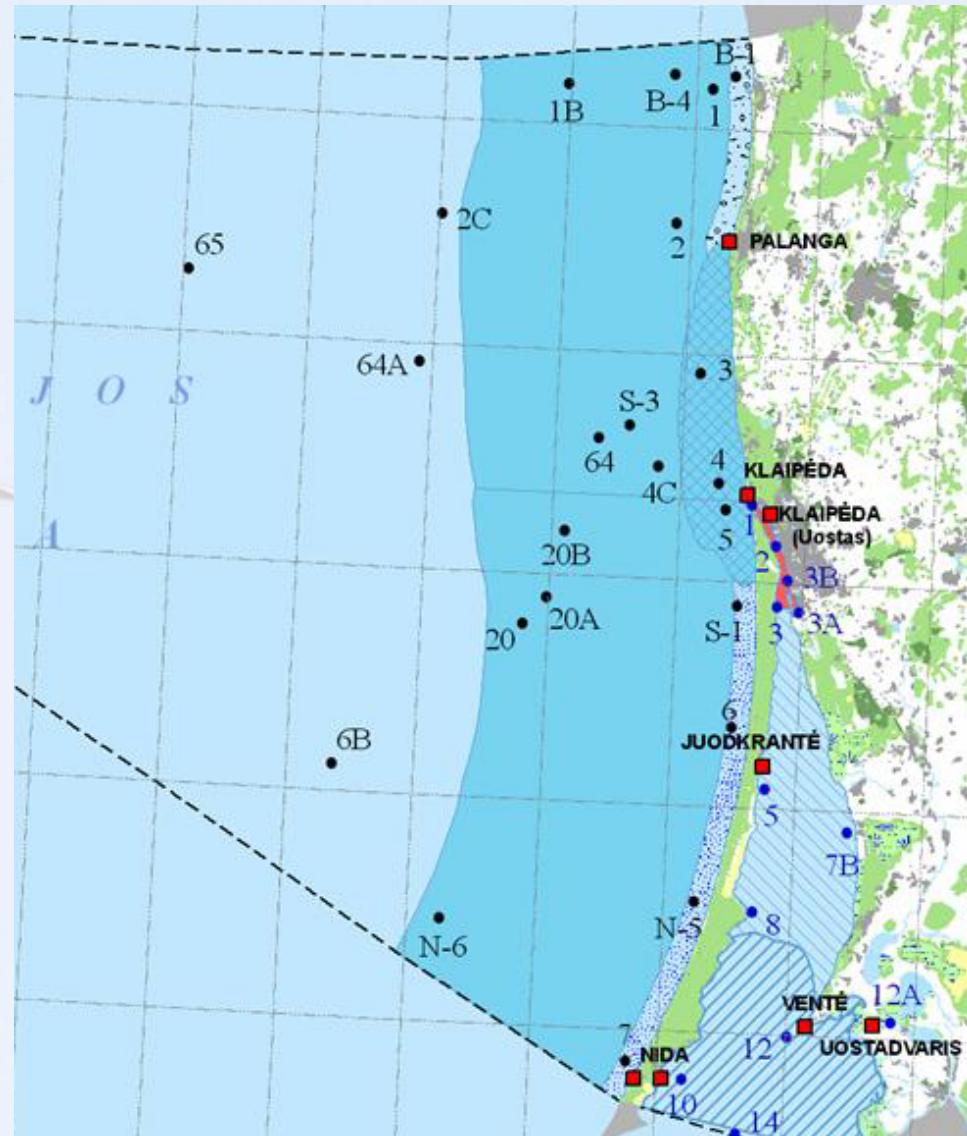 B-1
1B
B-4
1
2C
2
PALANGA
65
64A
3
J O S
S-3
64
4
KLAIPĖDA
4C
1
5
KLAIPĖDA
(Uostas)
A
20B
2
3B
20A
20
S-1
3
3A
6
6B
JUODKRANTĖ
5
7B
N-6
N-5
8
12A
VENTĖ
12
UOSTADVARIS
7
NIDA
10
14